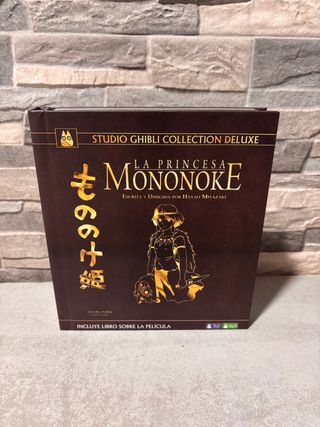 STUDIO GHIBLI COLLECTION DELUXE
LA PRINCESA
MONONOKE
ESCRITA Y DIRIGIDA POR HAYAO MIYAZAKI
もののけ姫
INCLUYE LIBRO SOBRE LA PELÍCULA